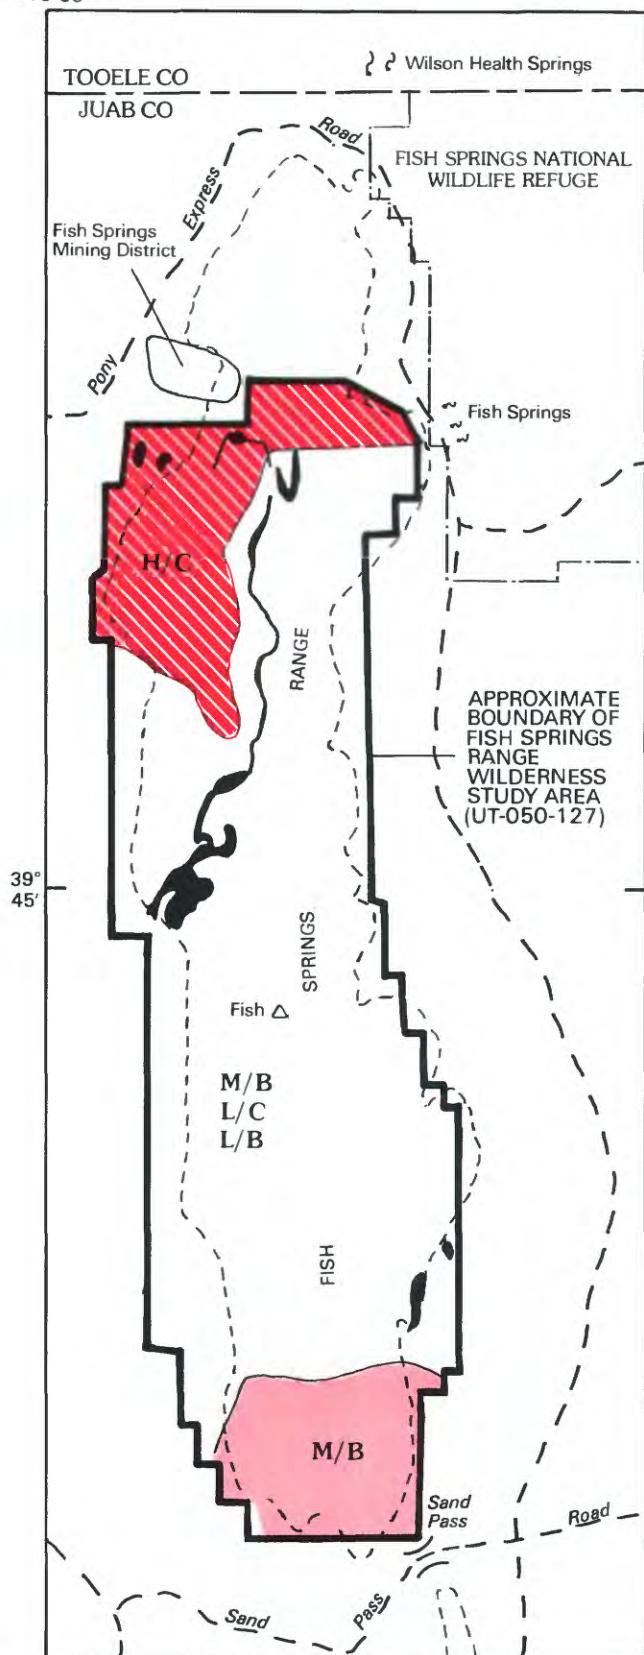 TOOELE CO
JUAB CO
Wilson Health Springs
Pony Express Road
FISH SPRINGS NATIONAL
WILDLIFE REFUGE
Fish Springs
Mining District
Fish Springs
H/C
APPROXIMATE
BOUNDARY OF
FISH SPRINGS
RANGE
WILDERNESS
STUDY AREA
(UT-050-127)
39°
45'
FISH SPRINGS RANGE
Fish
M/B
L/C
L/B
M/B
Sand
Pass
Sand Pass Road